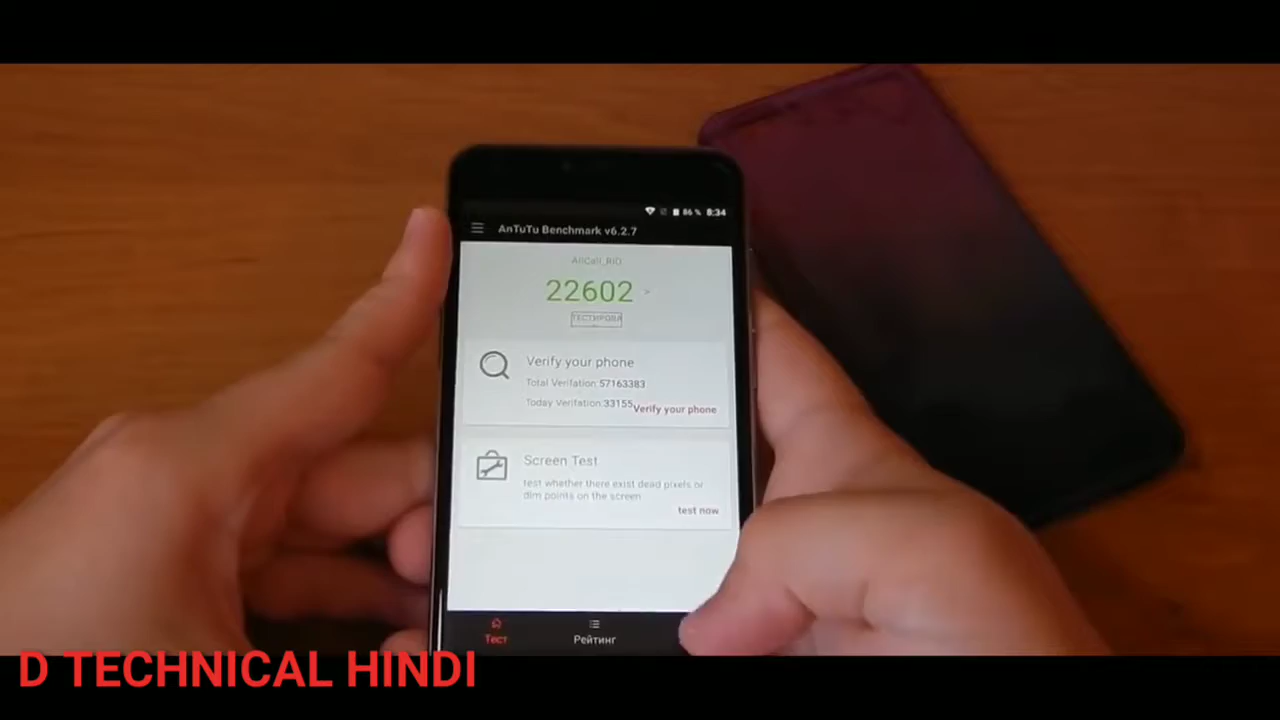 86 % 8:34
AnTuTu Benchmark v6.2.7
AllCall_RIO
22602 >
ТЕСТИРОВА
Verify your phone
Total Verifation:57163383
Today Verifation:33155
Verify your phone
Screen Test
test whether there exist dead pixels or
dim points on the screen
test now
Тест
Рейтинг
D TECHNICAL HINDI